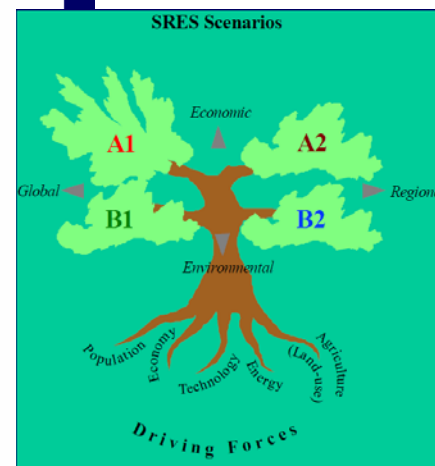 SRES Scenarios
Economic
A1
A2
Global
Region
B1
B2
Environmental
Population
Economy
Technology
Energy
Agriculture
(Land-use)
Driving Forces